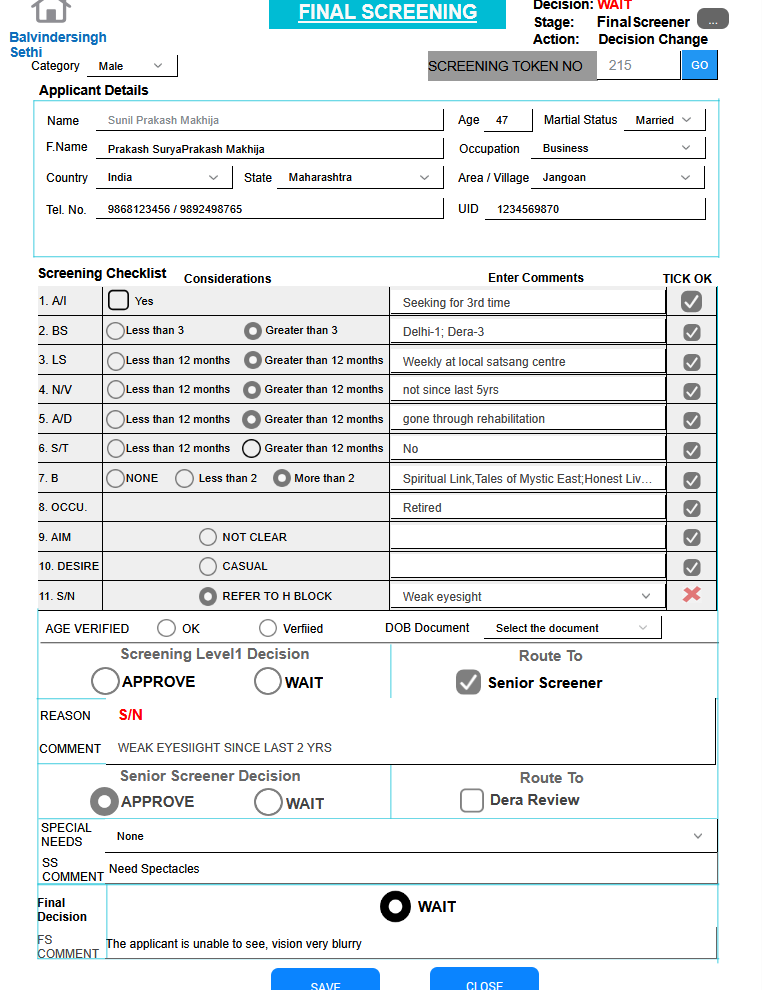 FINAL SCREENING
Decision: WAIT
Stage: FinalScreener ...
Action: Decision Change
Balvindersingh
Sethi
Category Male
SCREENING TOKEN NO 215 GO
Applicant Details
Name Sunil Prakash Makhija Age 47 Martial Status Married
F.Name Prakash SuryaPrakash Makhija Occupation Business
Country India State Maharashtra Area / Village Jangoan
Tel. No. 9868123456 / 9892498765 UID 1234569870
Screening Checklist Considerations Enter Comments TICK OK
1. A/I Yes Seeking for 3rd time
2. BS Less than 3 Greater than 3 Delhi-1; Dera-3
3. LS Less than 12 months Greater than 12 months Weekly at local satsang centre
4. N/V Less than 12 months Greater than 12 months not since last 5yrs
5. A/D Less than 12 months Greater than 12 months gone through rehabilitation
6. S/T Less than 12 months Greater than 12 months No
7. B NONE Less than 2 More than 2 Spiritual Link,Tales of Mystic East;Honest Liv...
8. OCCU. Retired
9. AIM NOT CLEAR
10. DESIRE CASUAL
11. S/N REFER TO H BLOCK Weak eyesight
AGE VERIFIED OK Verfiied DOB Document Select the document
Screening Level1 Decision Route To
APPROVE WAIT Senior Screener
REASON S/N
COMMENT WEAK EYESIIGHT SINCE LAST 2 YRS
Senior Screener Decision Route To
APPROVE WAIT Dera Review
SPECIAL
NEEDS None
SS
COMMENT Need Spectacles
Final
Decision WAIT
FS
COMMENT The applicant is unable to see, vision very blurry
SAVE CLOSE